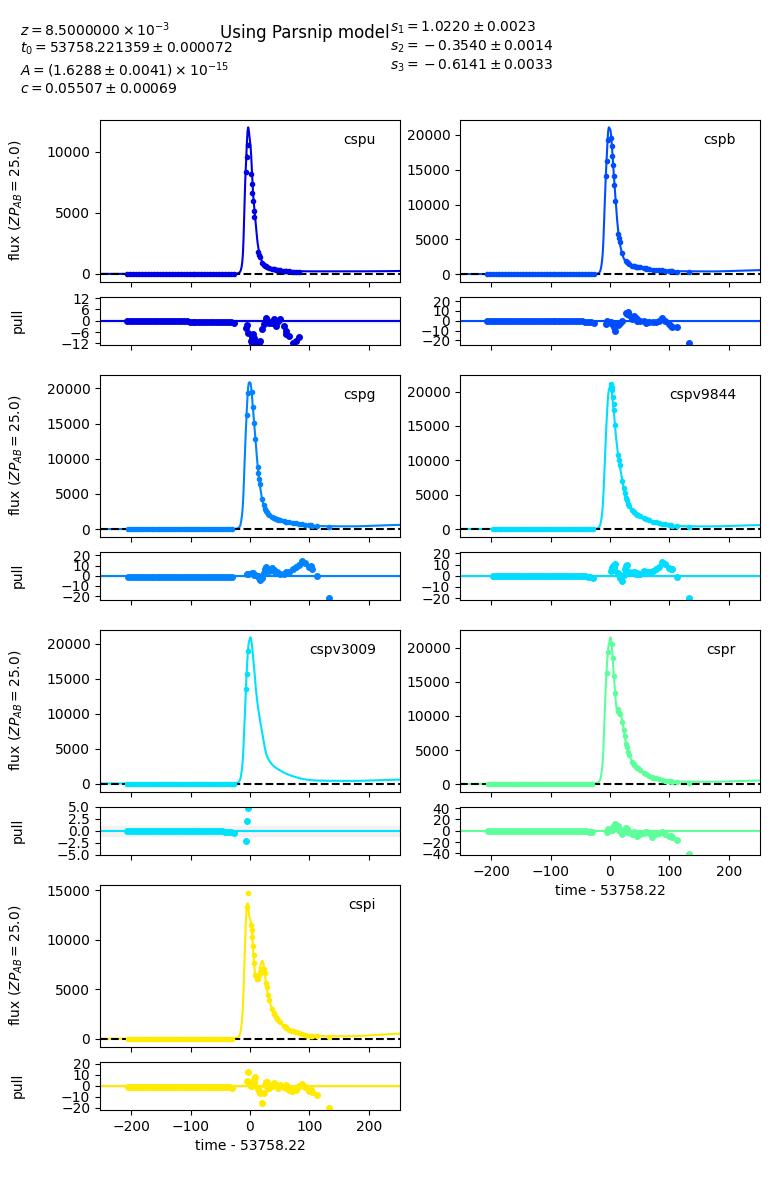 z = 8.5000000 × 10⁻³
t₀ = 53758.221359 ± 0.000072
A = (1.6288 ± 0.0041) × 10⁻¹⁵
c = 0.05507 ± 0.00069
Using Parsnip model
s₁ = 1.0220 ± 0.0023
s₂ = −0.3540 ± 0.0014
s₃ = −0.6141 ± 0.0033
flux (ZP_AB = 25.0)
10000
5000
0
cspu
20000
15000
10000
5000
0
cspb
pull
12
6
0
−6
−12
20
10
0
−10
−20
flux (ZP_AB = 25.0)
20000
15000
10000
5000
0
cspg
20000
15000
10000
5000
0
cspv9844
pull
20
10
0
−10
−20
20
10
0
−10
−20
flux (ZP_AB = 25.0)
20000
15000
10000
5000
0
cspv3009
20000
15000
10000
5000
0
cspr
pull
5.0
2.5
0.0
−2.5
−5.0
40
20
0
−20
−40
−200 −100 0 100 200
time - 53758.22
flux (ZP_AB = 25.0)
15000
10000
5000
0
cspi
pull
20
10
0
−10
−20
−200 −100 0 100 200
time - 53758.22